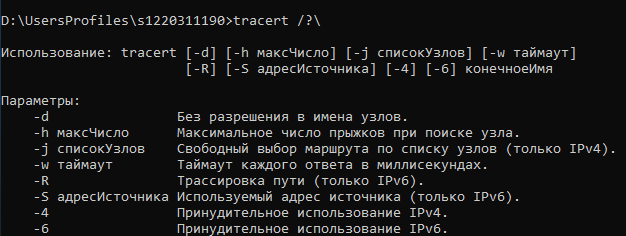 D:\UsersProfiles\s1220311190>tracert /?\
Использование: tracert [-d] [-h максЧисло] [-j списокУзлов] [-w таймаут]
[-R] [-S адресИсточника] [-4] [-6] конечноеИмя
Параметры:
-d Без разрешения в имена узлов.
-h максЧисло Максимальное число прыжков при поиске узла.
-j списокУзлов Свободный выбор маршрута по списку узлов (только IPv4).
-w таймаут Таймаут каждого ответа в миллисекундах.
-R Трассировка пути (только IPv6).
-S адресИсточника Используемый адрес источника (только IPv6).
-4 Принудительное использование IPv4.
-6 Принудительное использование IPv6.